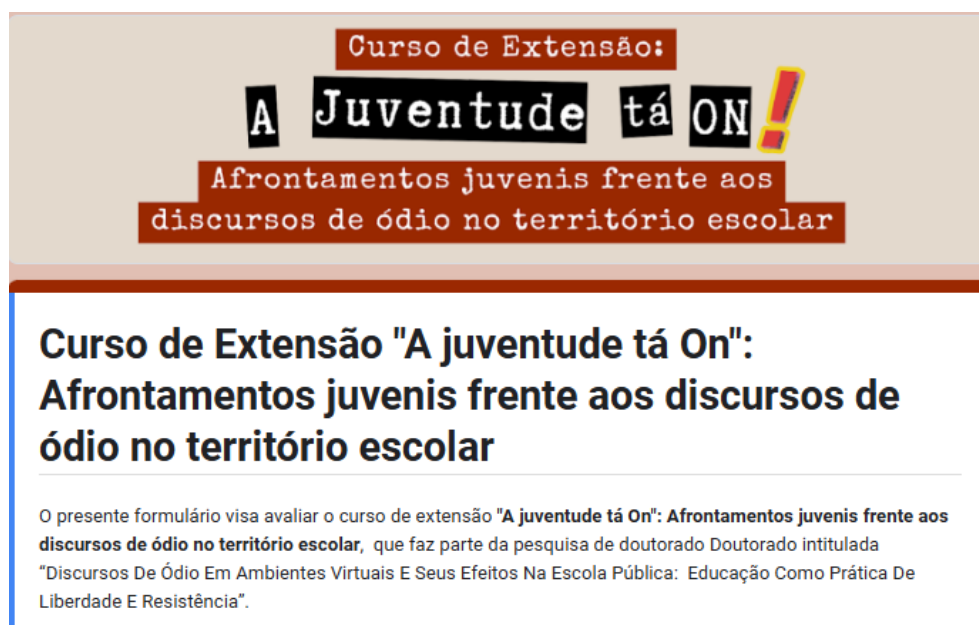 Curso de Extensão:
A Juventude tá ON!
Afrontamentos juvenis frente aos
discursos de ódio no território escolar
Curso de Extensão "A juventude tá On":
Afrontamentos juvenis frente aos discursos de
ódio no território escolar
O presente formulário visa avaliar o curso de extensão "A juventude tá On": Afrontamentos juvenis frente aos
discursos de ódio no território escolar, que faz parte da pesquisa de doutorado Doutorado intitulada
“Discursos De Ódio Em Ambientes Virtuais E Seus Efeitos Na Escola Pública: Educação Como Prática De
Liberdade E Resistência”.